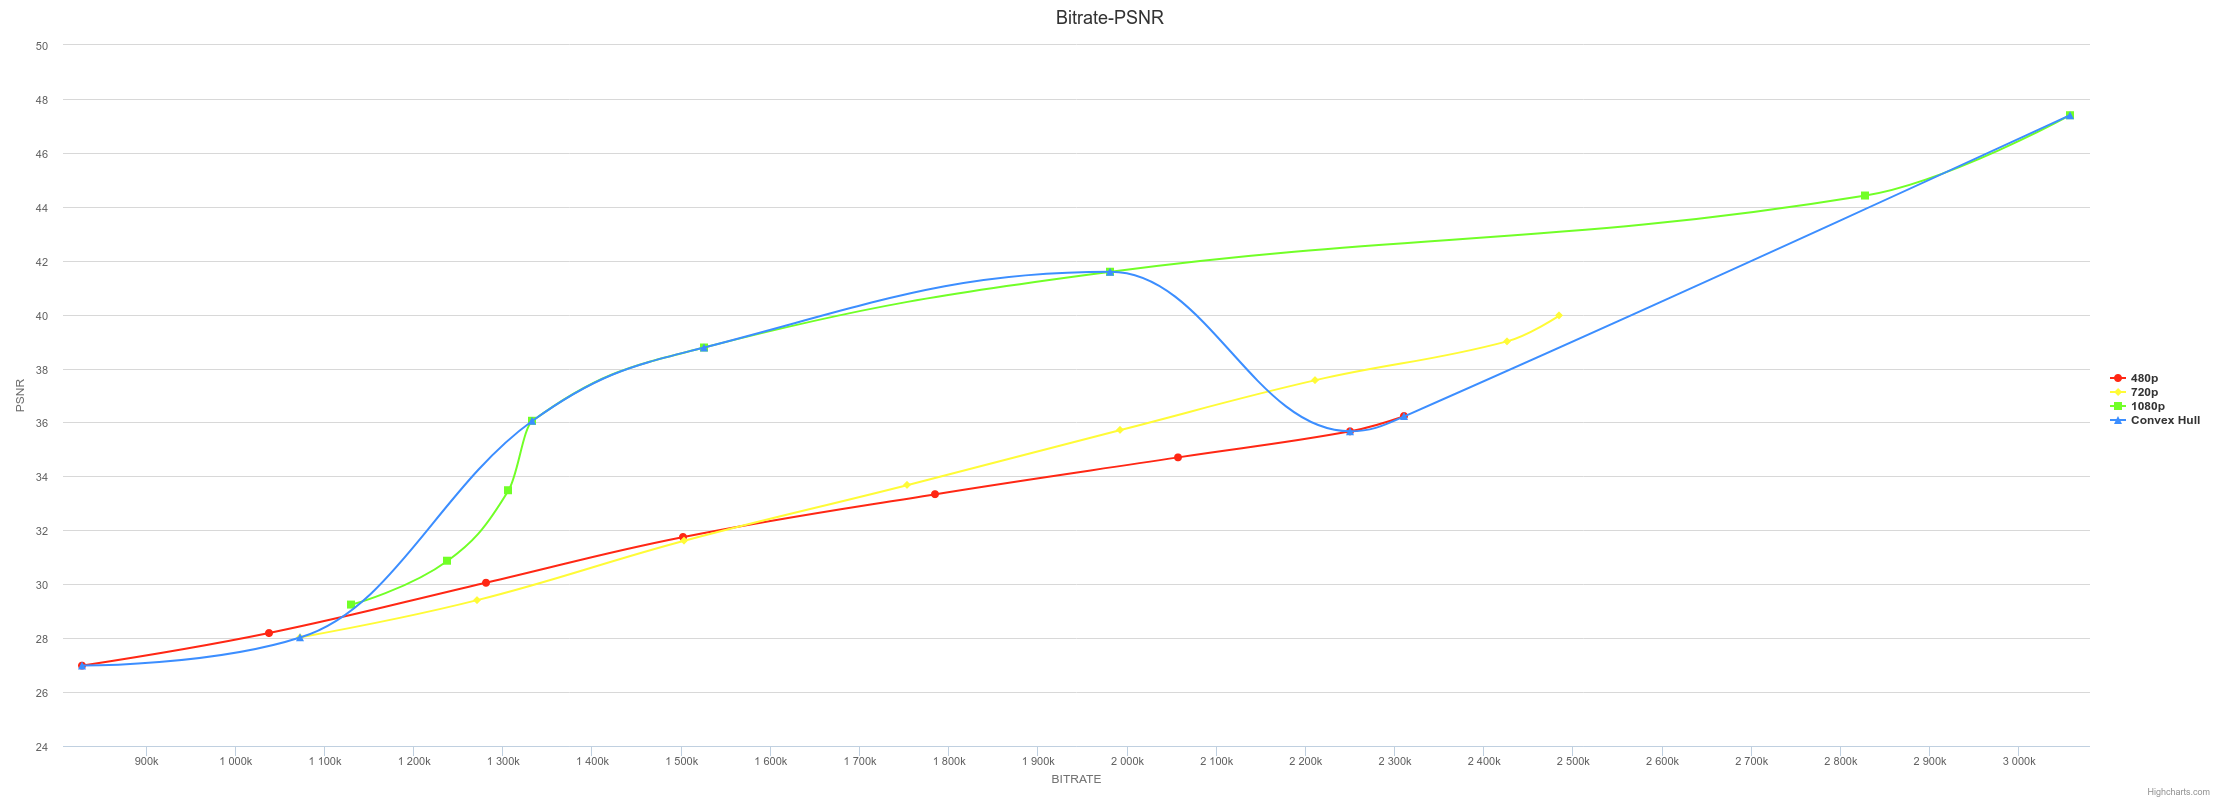 Bitrate-PSNR
50
48
46
44
42
40
38
36
34
32
30
28
26
24
PSNR
900k 1 000k 1 100k 1 200k 1 300k 1 400k 1 500k 1 600k 1 700k 1 800k 1 900k 2 000k 2 100k 2 200k 2 300k 2 400k 2 500k 2 600k 2 700k 2 800k 2 900k 3 000k
BITRATE
480p
720p
1080p
Convex Hull
Highcharts.com